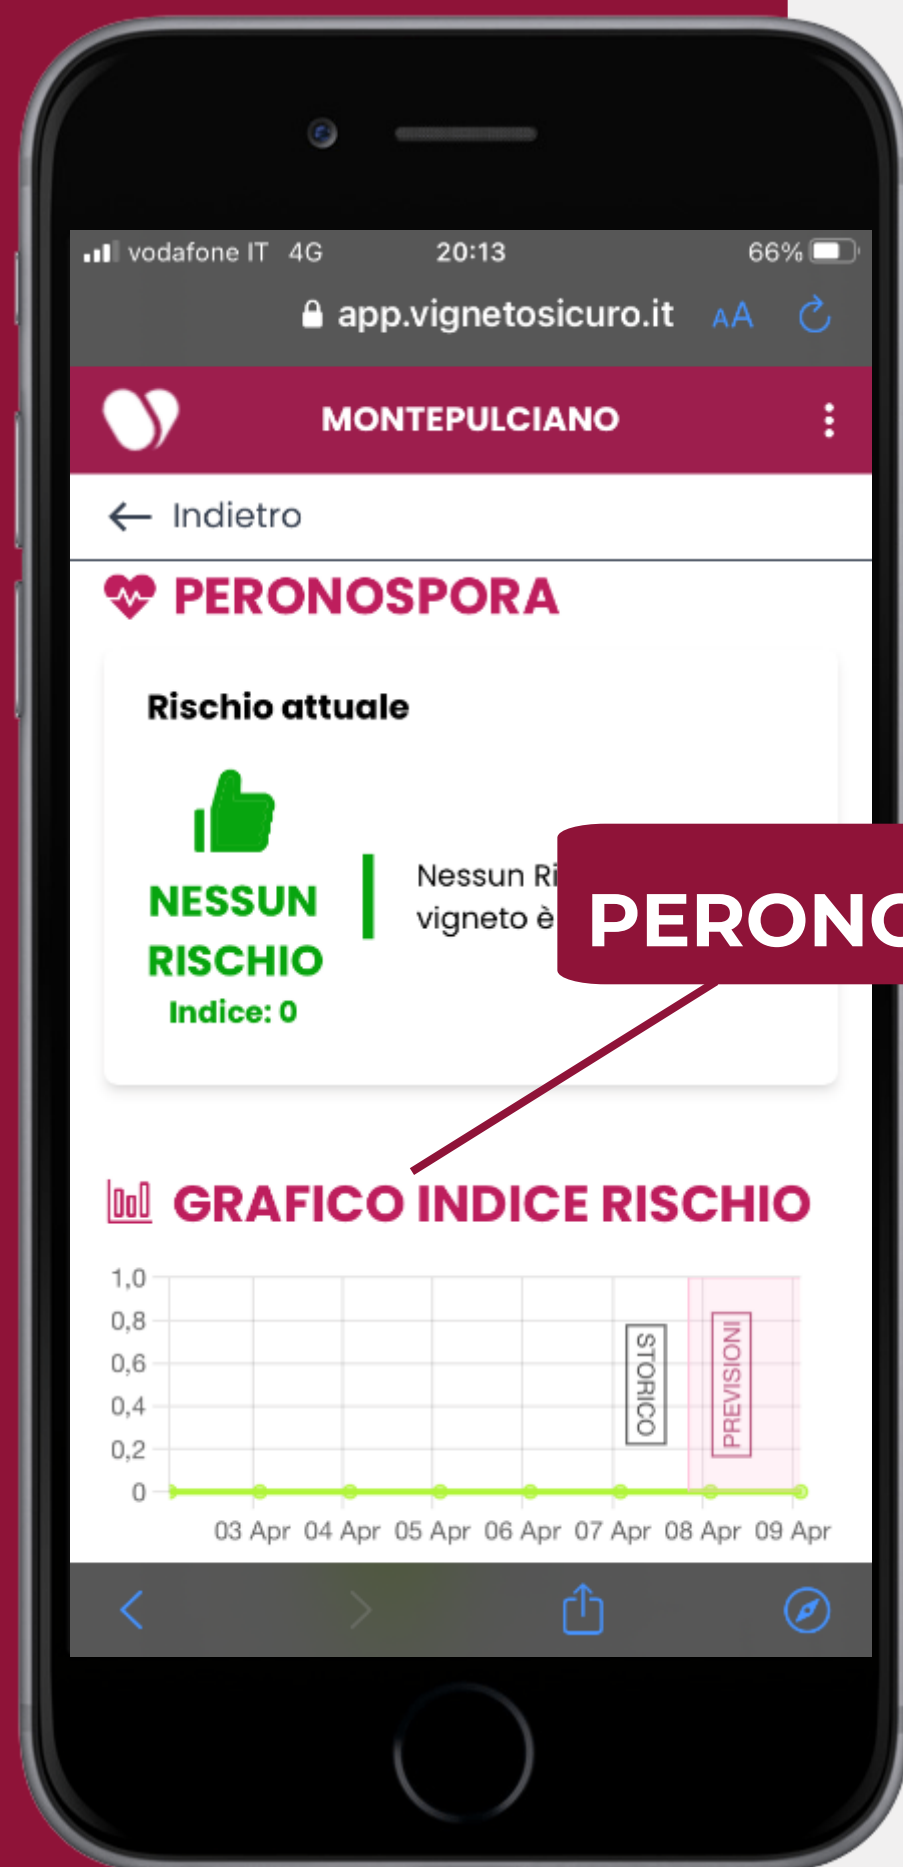 vodafone IT 4G 20:13 66%
app.vignetosicuro.it AA
MONTEPULCIANO
Indietro
PERONOSPORA
Rischio attuale
NESSUN
RISCHIO
Indice: 0
Nessun
vigneto è
GRAFICO INDICE RISCHIO
1,0
0,8
0,6
0,4
0,2
0
STORICO
PREVISIONI
03 Apr 04 Apr 05 Apr 06 Apr 07 Apr 08 Apr 09 Apr